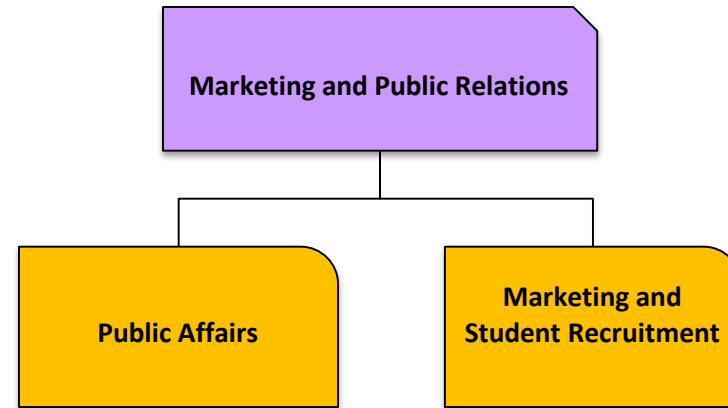 Marketing and Public Relations
Public Affairs
Marketing and
Student Recruitment